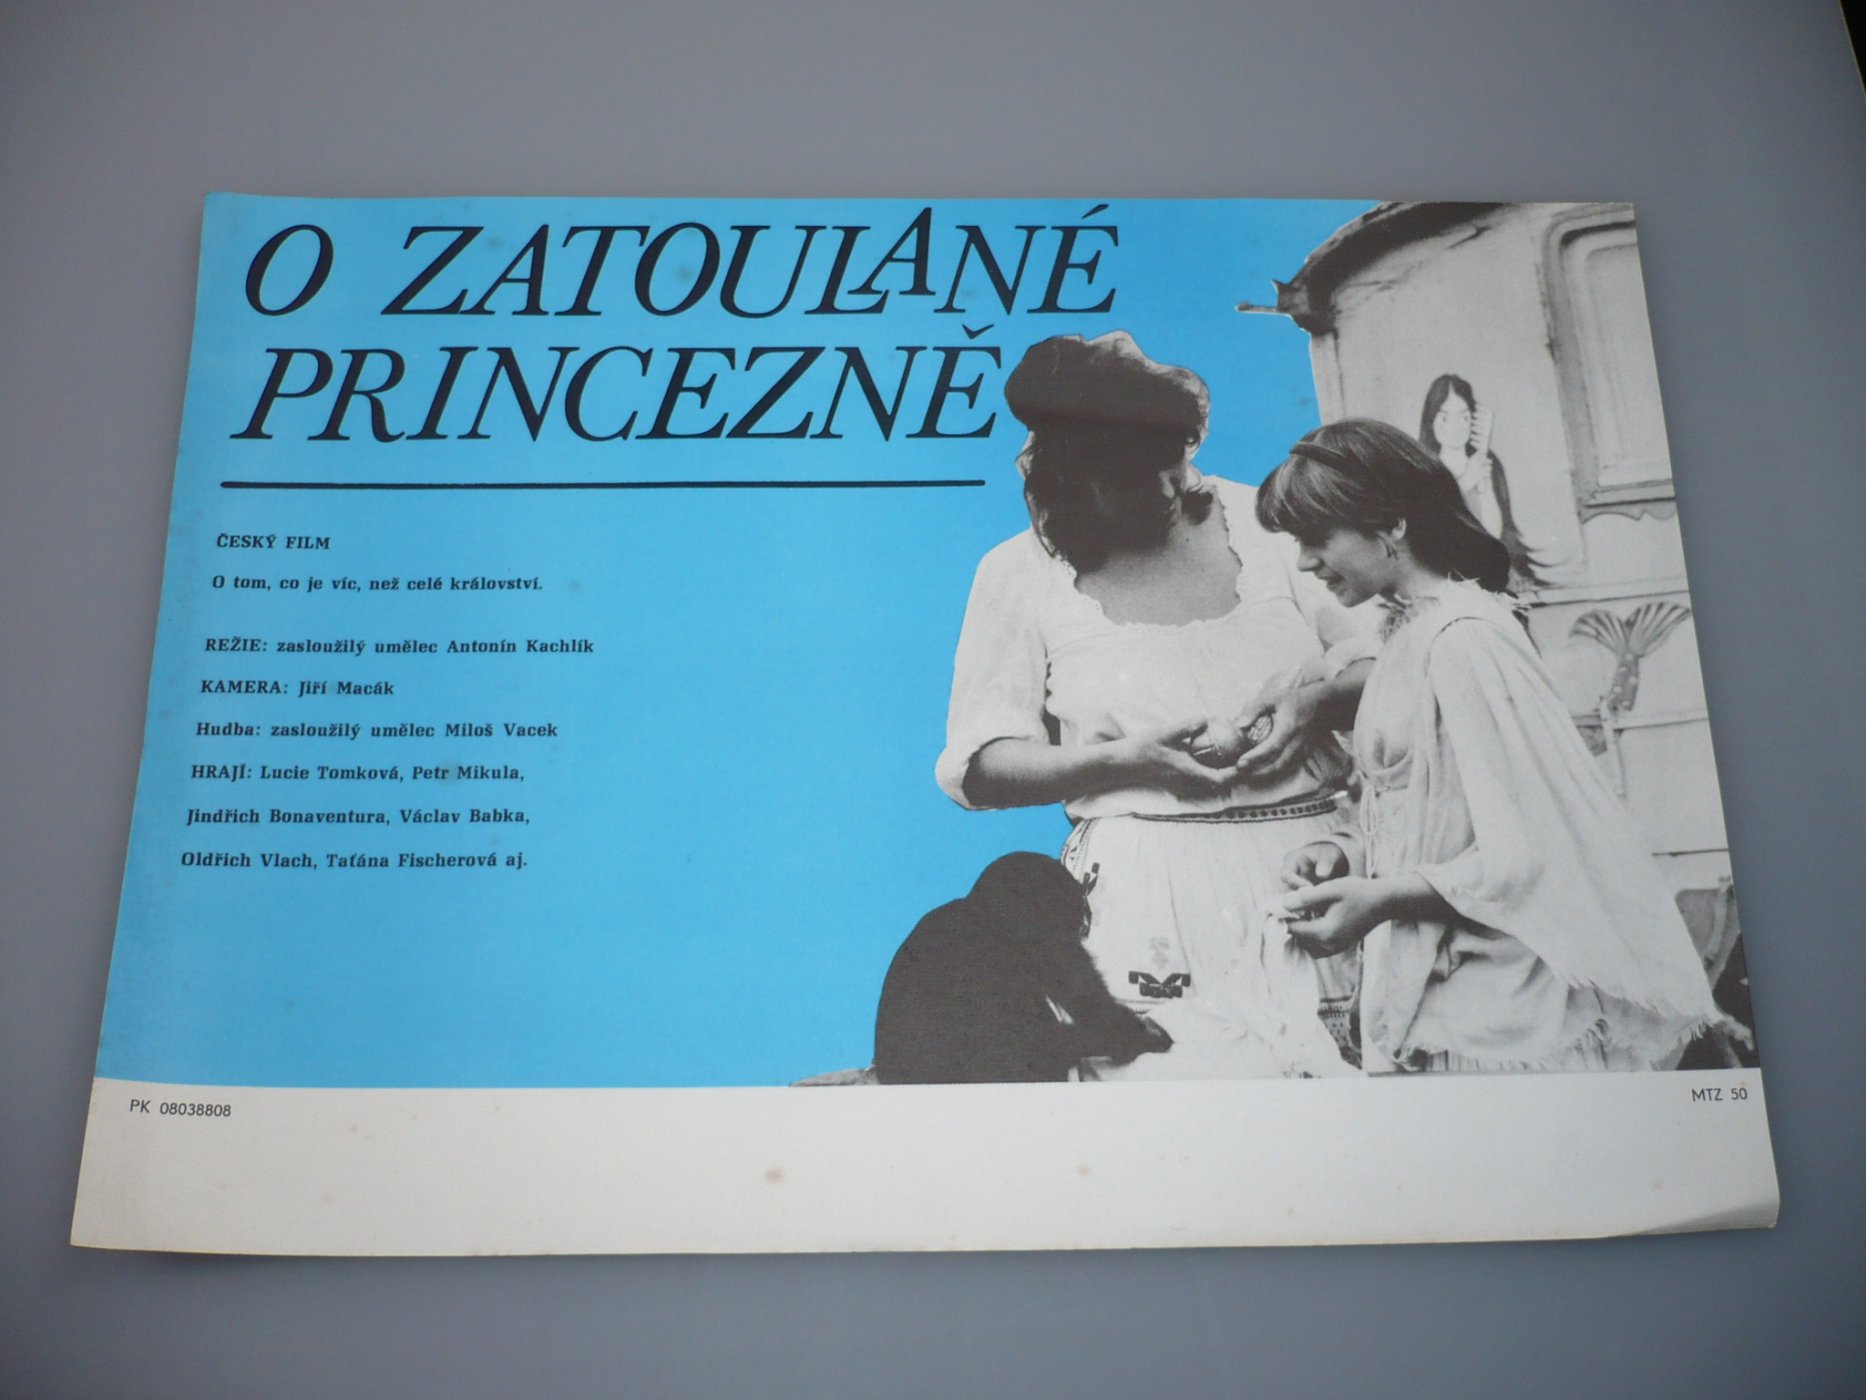 O ZATOULANÉ
PRINCEZNĚ
ČESKÝ FILM
O tom, co je víc, než celé království.
REŽIE: zasloužilý umělec Antonín Kachlík
KAMERA: Jiří Macák
Hudba: zasloužilý umělec Miloš Vacek
HRAJÍ: Lucie Tomková, Petr Mikula,
Jindřich Bonaventura, Václav Babka,
Oldřich Vlach, Taťána Fischerová aj.
PK 08038808
MTZ 50